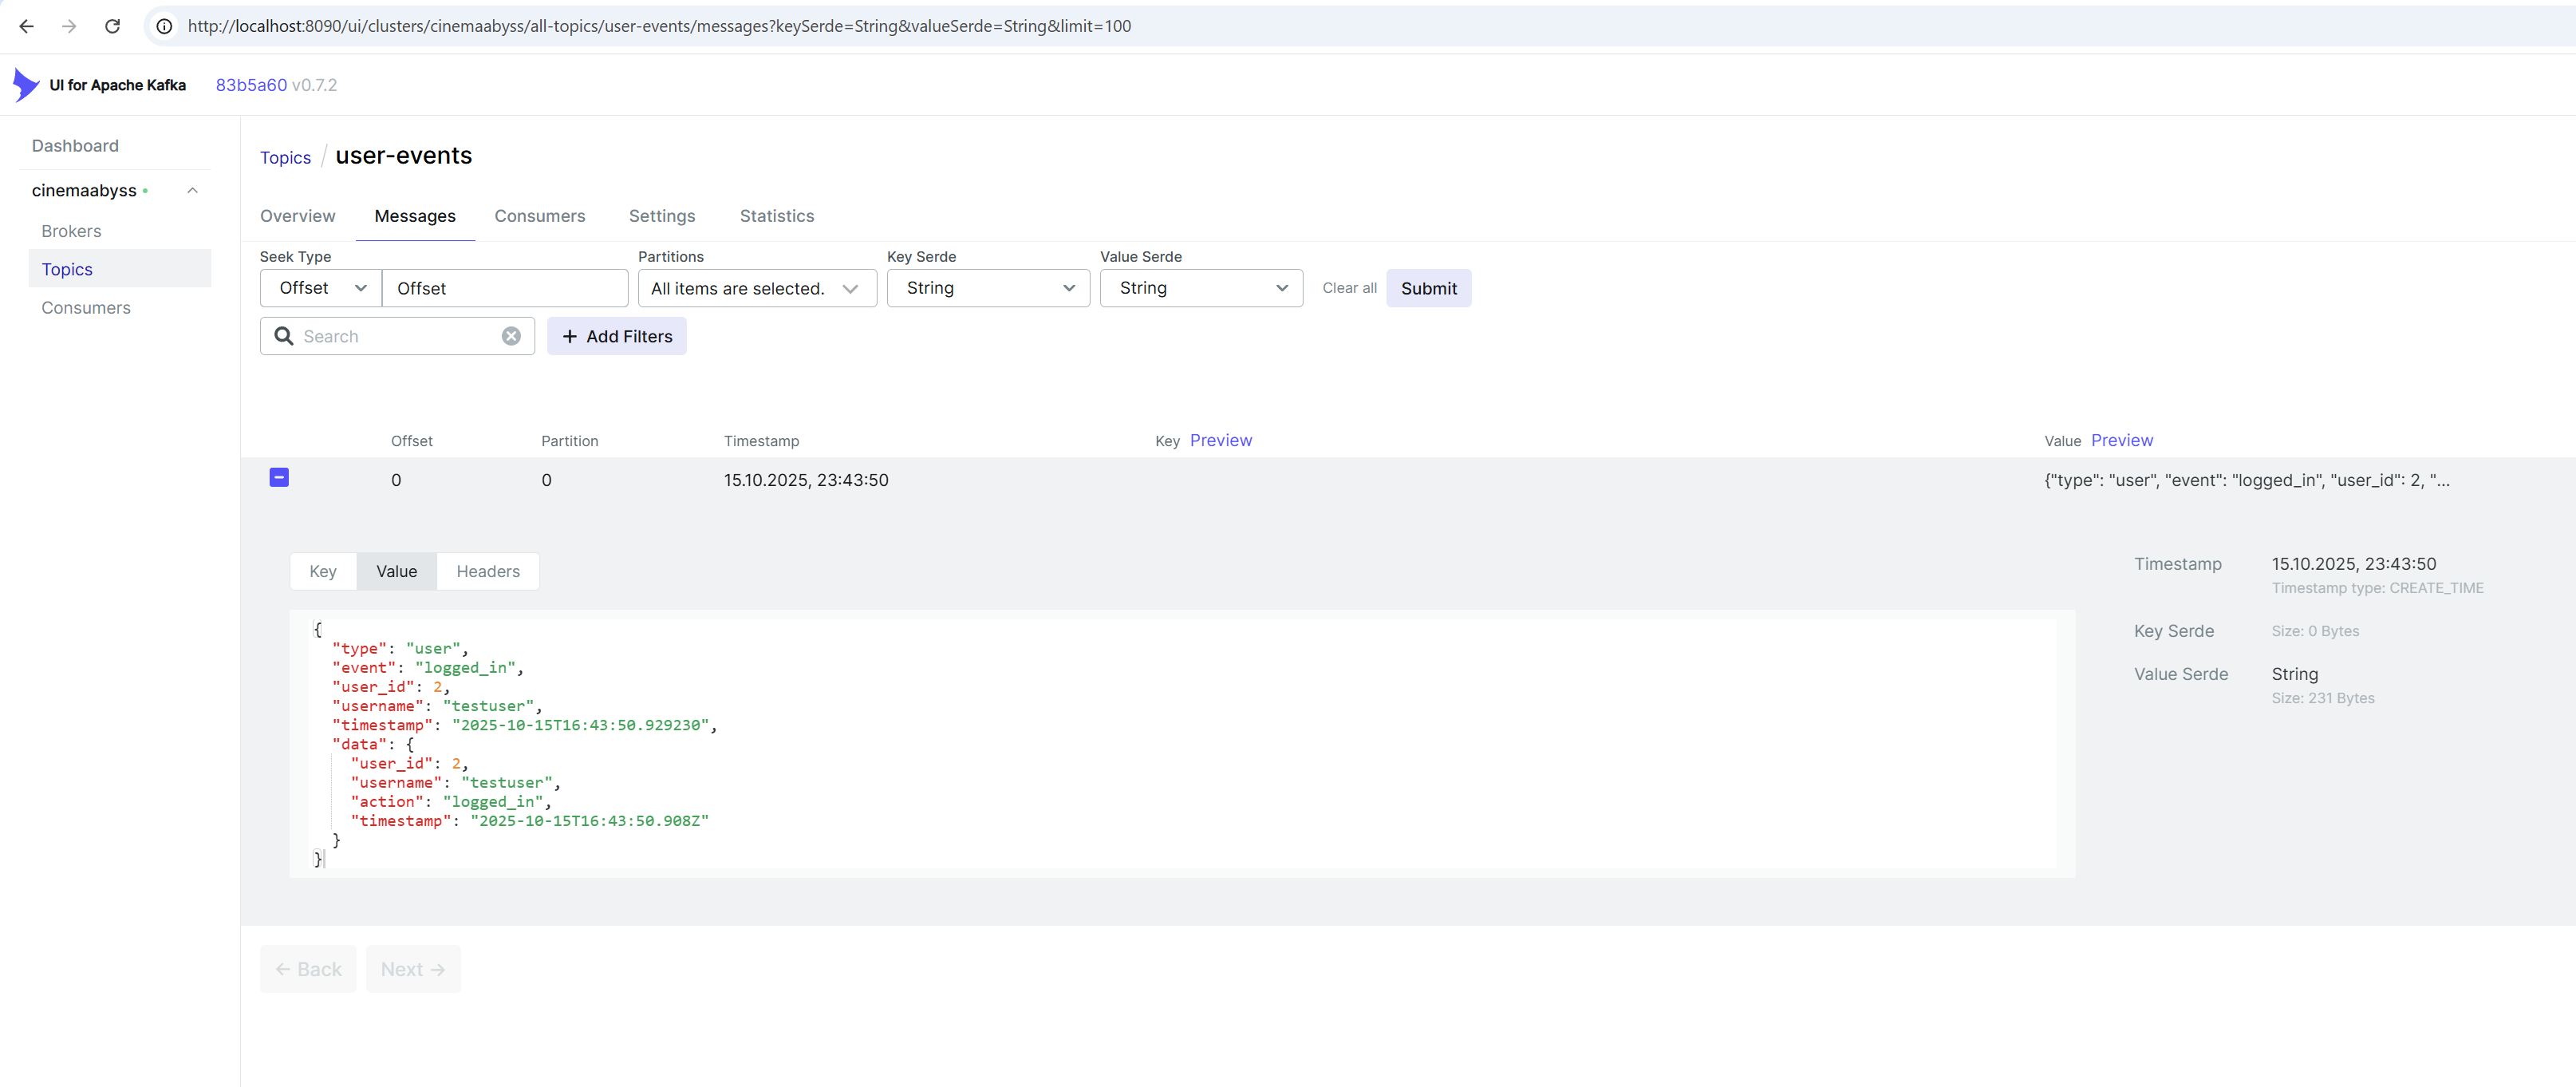 http://localhost:8090/ui/clusters/cinemaabyss/all-topics/user-events/messages?keySerde=String&valueSerde=String&limit=100
UI for Apache Kafka 83b5a60 v0.7.2
Dashboard
cinemaabyss
Brokers
Topics
Consumers
Topics / user-events
Overview Messages Consumers Settings Statistics
Seek Type Partitions Key Serde Value Serde
Offset Offset All items are selected. String String Clear all Submit
Search + Add Filters
Offset Partition Timestamp Key Preview Value Preview
0 0 15.10.2025, 23:43:50 {"type": "user", "event": "logged_in", "user_id": 2, "...
Key Value Headers
{
"type": "user",
"event": "logged_in",
"user_id": 2,
"username": "testuser",
"timestamp": "2025-10-15T16:43:50.929230",
"data": {
"user_id": 2,
"username": "testuser",
"action": "logged_in",
"timestamp": "2025-10-15T16:43:50.908Z"
}
}
Timestamp 15.10.2025, 23:43:50
Timestamp type: CREATE_TIME
Key Serde Size: 0 Bytes
Value Serde String
Size: 231 Bytes
← Back Next →